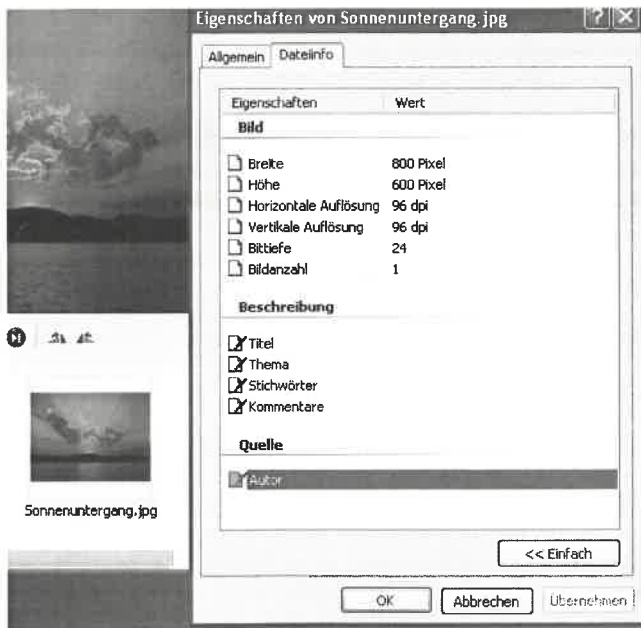 Eigenschaften von Sonnenuntergang.jpg
Allgemein Dateiinfo
Eigenschaften Wert
Bild
Breite 800 Pixel
Höhe 600 Pixel
Horizontale Auflösung 96 dpi
Vertikale Auflösung 96 dpi
Bittiefe 24
Bildanzahl 1
Beschreibung
Titel
Thema
Stichwörter
Kommentare
Quelle
Autor
Sonnenuntergang.jpg
<< Einfach
OK Abbrechen Übernehmen